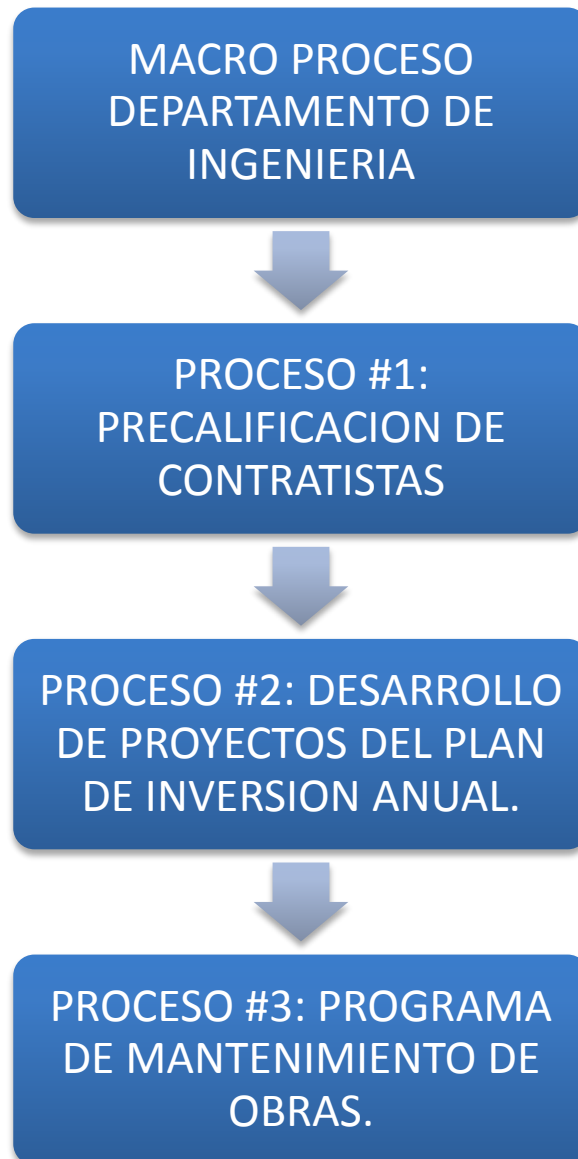 MACRO PROCESO
DEPARTAMENTO DE
INGENIERIA
PROCESO #1:
PRECALIFICACION DE
CONTRATISTAS
PROCESO #2: DESARROLLO
DE PROYECTOS DEL PLAN
DE INVERSION ANUAL.
PROCESO #3: PROGRAMA
DE MANTENIMIENTO DE
OBRAS.